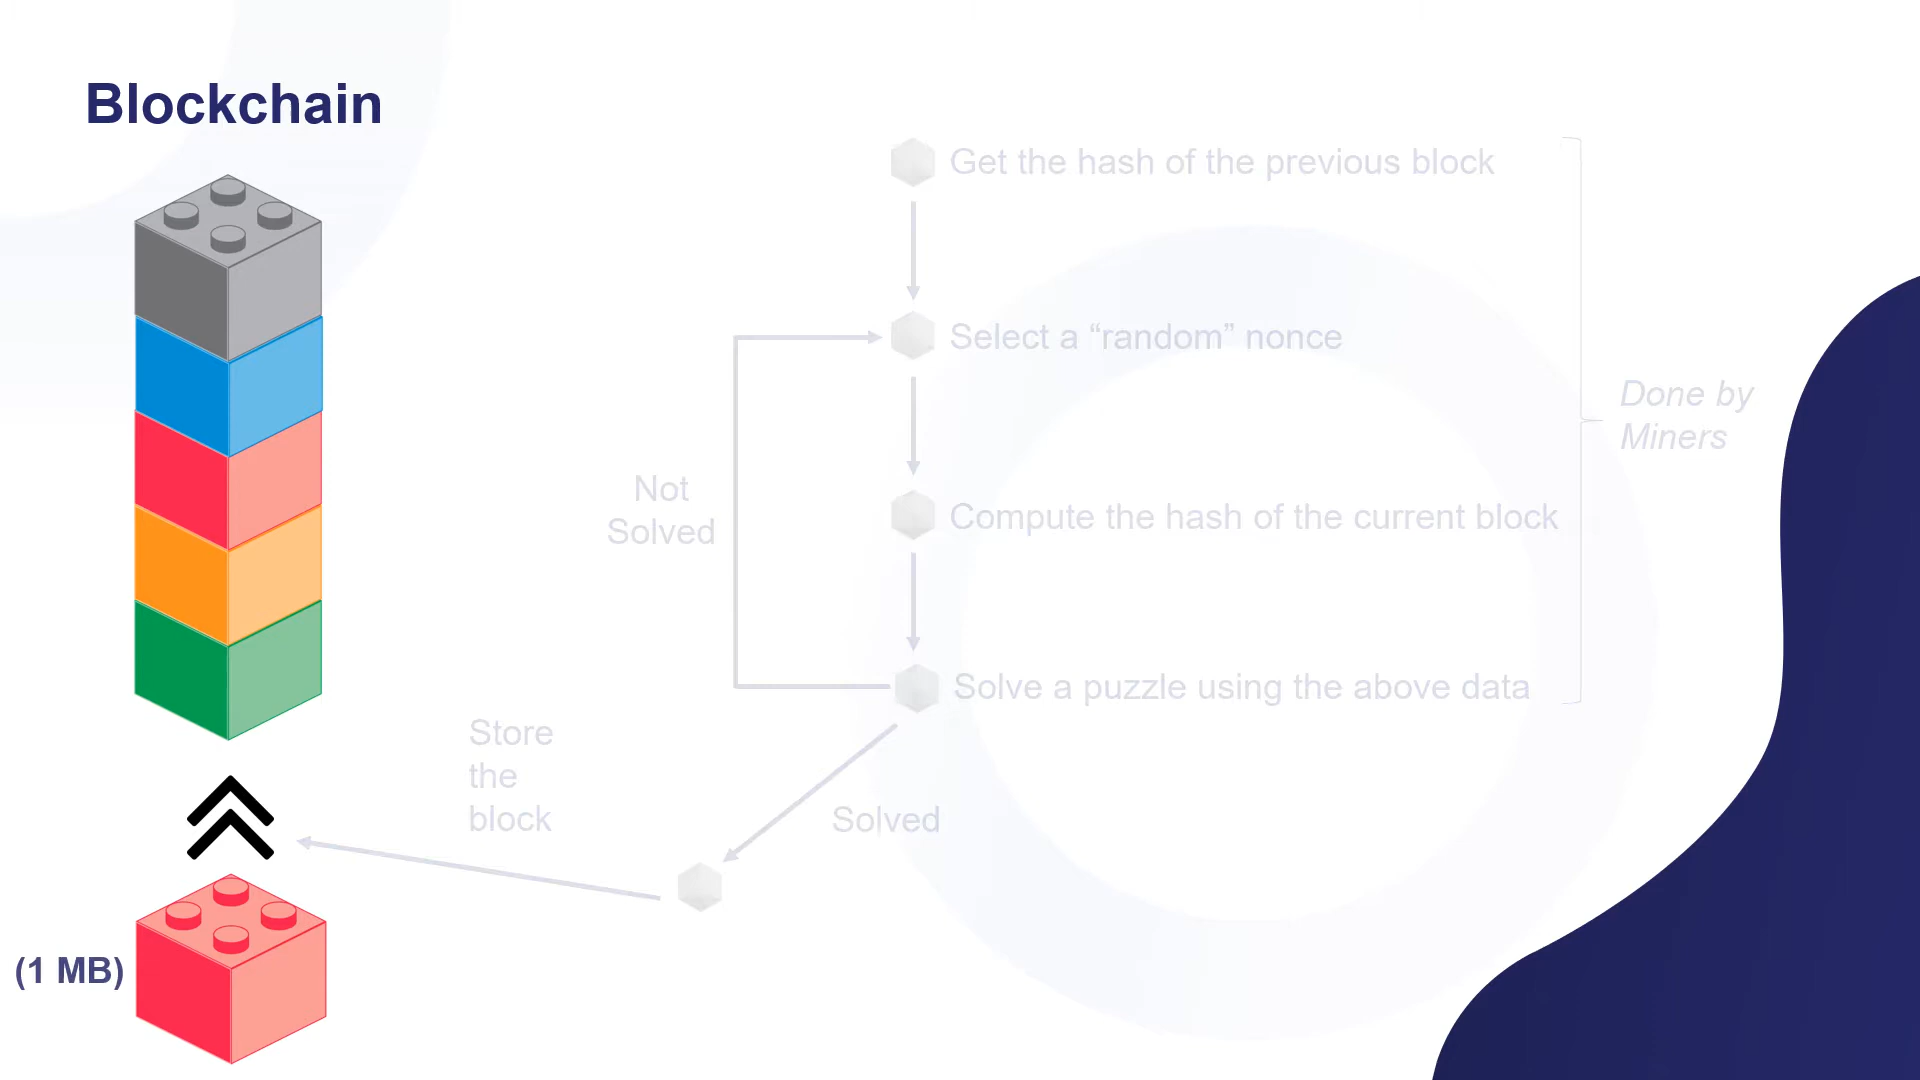 Blockchain
Get the hash of the previous block
Select a “random” nonce
Done by
Miners
Not
Solved
Compute the hash of the current block
Solve a puzzle using the above data
Store
the
block
Solved
(1 MB)